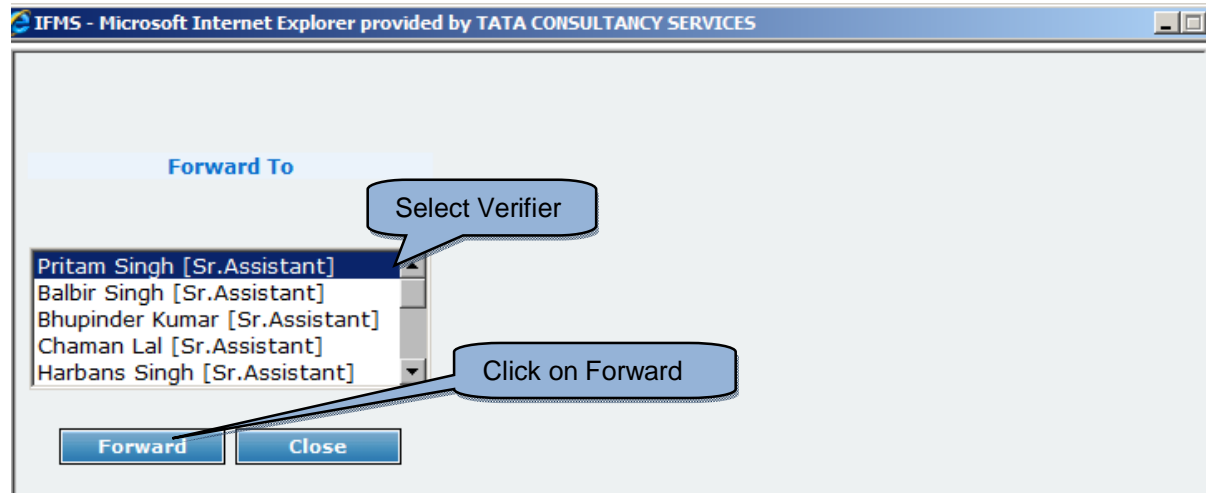 IFMS - Microsoft Internet Explorer provided by TATA CONSULTANCY SERVICES
Forward To
Select Verifier
Pritam Singh [Sr.Assistant]
Balbir Singh [Sr.Assistant]
Bhupinder Kumar [Sr.Assistant]
Chaman Lal [Sr.Assistant]
Harbans Singh [Sr.Assistant]
Click on Forward
Forward Close